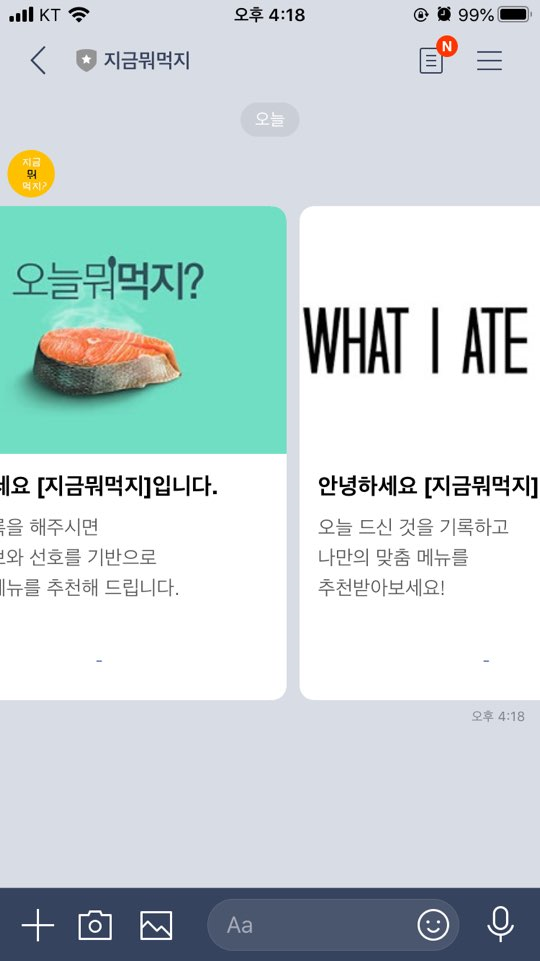 KT 오후 4:18 99%
지금뭐먹지 N
오늘
지금
뭐
먹지?
오늘뭐먹지?
WHAT I ATE
세요 [지금뭐먹지]입니다.
록을 해주시면
보와 선호를 기반으로
메뉴를 추천해 드립니다.
-
안녕하세요 [지금뭐먹지]
오늘 드신 것을 기록하고
나만의 맞춤 메뉴를
추천받아보세요!
-
오후 4:18
Aa